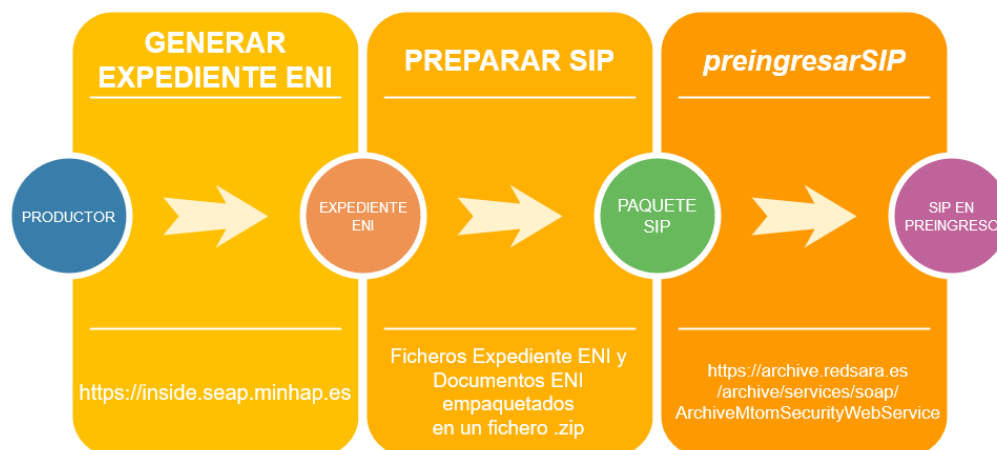 GENERAR
EXPEDIENTE ENI
PREPARAR SIP
preingresarSIP
PRODUCTOR
EXPEDIENTE
ENI
PAQUETE
SIP
SIP EN
PREINGRESO
https://inside.seap.minhap.es
Ficheros Expediente ENI y
Documentos ENI
empaquetados
en un fichero .zip
https://archive.redsara.es
/archive/services/soap/
ArchiveMtomSecurityWebService